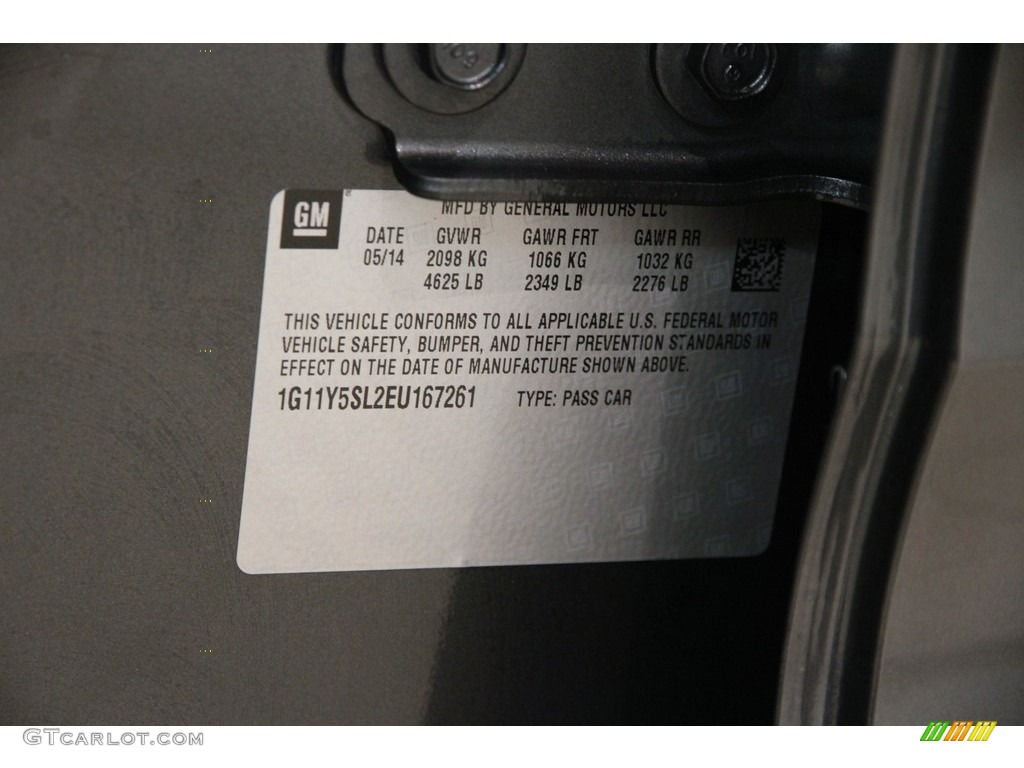 GM
MFD BY GENERAL MOTORS LLC
DATE GVWR GAWR FRT GAWR RR
05/14 2098 KG 1066 KG 1032 KG
4625 LB 2349 LB 2276 LB
THIS VEHICLE CONFORMS TO ALL APPLICABLE U.S. FEDERAL MOTOR
VEHICLE SAFETY, BUMPER, AND THEFT PREVENTION STANDARDS IN
EFFECT ON THE DATE OF MANUFACTURE SHOWN ABOVE.
1G11Y5SL2EU167261 TYPE: PASS CAR
GTCARLOT.COM